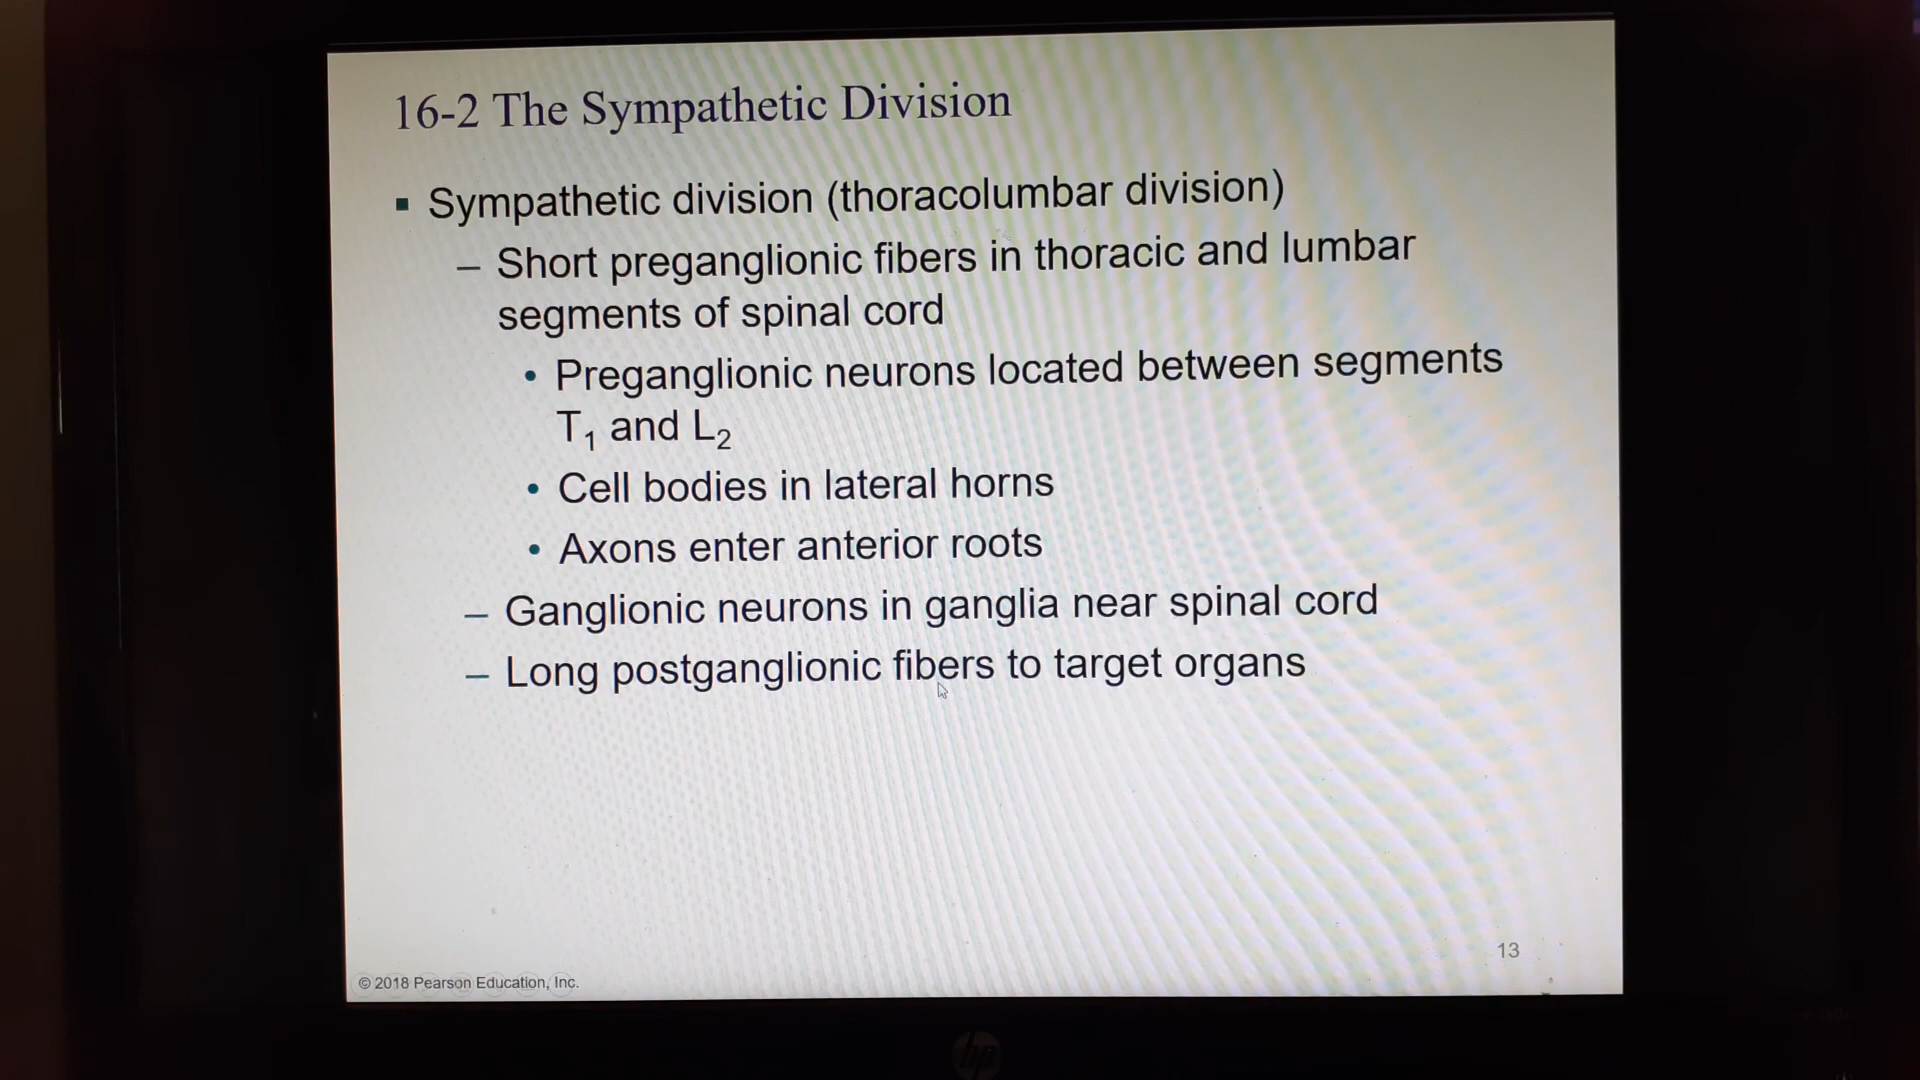 16-2 The Sympathetic Division
▪ Sympathetic division (thoracolumbar division)
– Short preganglionic fibers in thoracic and lumbar
segments of spinal cord
• Preganglionic neurons located between segments
T₁ and L₂
• Cell bodies in lateral horns
• Axons enter anterior roots
– Ganglionic neurons in ganglia near spinal cord
– Long postganglionic fibers to target organs
13
© 2018 Pearson Education, Inc.
hp